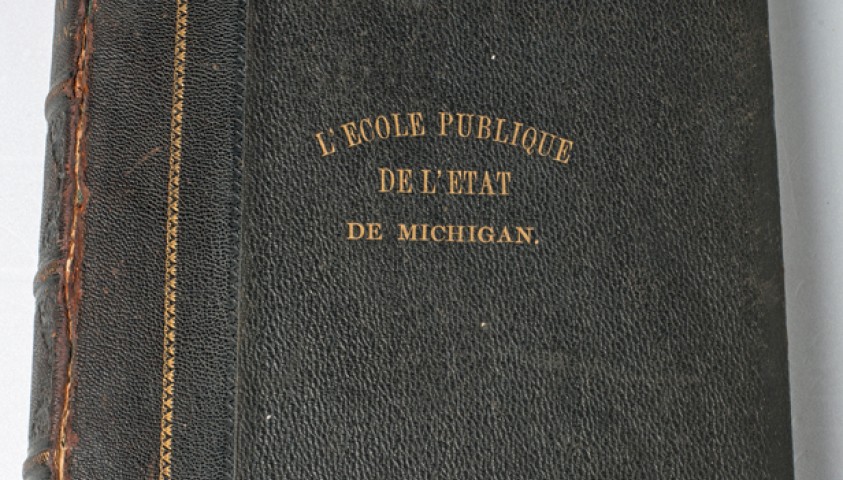 L'ECOLE PUBLIQUE
DE L'ETAT
DE MICHIGAN.